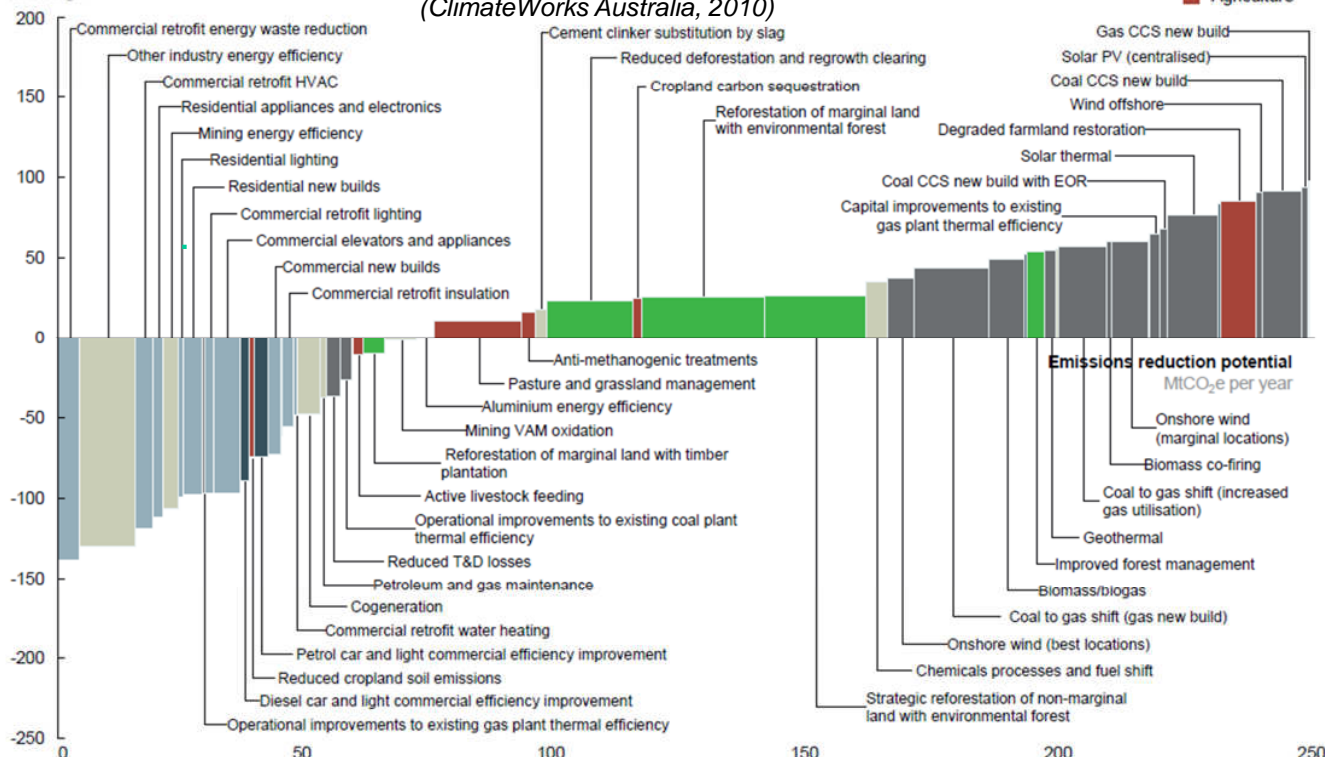 (ClimateWorks Australia, 2010)
Agriculture
200
150
100
50
0
-50
-100
-150
-200
-250
Commercial retrofit energy waste reduction
Other industry energy efficiency
Commercial retrofit HVAC
Residential appliances and electronics
Mining energy efficiency
Residential lighting
Residential new builds
Commercial retrofit lighting
Commercial elevators and appliances
Commercial new builds
Commercial retrofit insulation
Cement clinker substitution by slag
Reduced deforestation and regrowth clearing
Cropland carbon sequestration
Reforestation of marginal land
with environmental forest
Gas CCS new build
Solar PV (centralised)
Coal CCS new build
Wind offshore
Degraded farmland restoration
Solar thermal
Coal CCS new build with EOR
Capital improvements to existing
gas plant thermal efficiency
Emissions reduction potential
MtCO₂e per year
Anti-methanogenic treatments
Pasture and grassland management
Aluminium energy efficiency
Mining VAM oxidation
Reforestation of marginal land with timber
plantation
Active livestock feeding
Operational improvements to existing coal plant
thermal efficiency
Reduced T&D losses
Petroleum and gas maintenance
Cogeneration
Commercial retrofit water heating
Petrol car and light commercial efficiency improvement
Reduced cropland soil emissions
Diesel car and light commercial efficiency improvement
Operational improvements to existing gas plant thermal efficiency
Onshore wind
(marginal locations)
Biomass co-firing
Coal to gas shift (increased
gas utilisation)
Geothermal
Improved forest management
Biomass/biogas
Coal to gas shift (gas new build)
Onshore wind (best locations)
Chemicals processes and fuel shift
Strategic reforestation of non-marginal
land with environmental forest
0
50
100
150
200
250